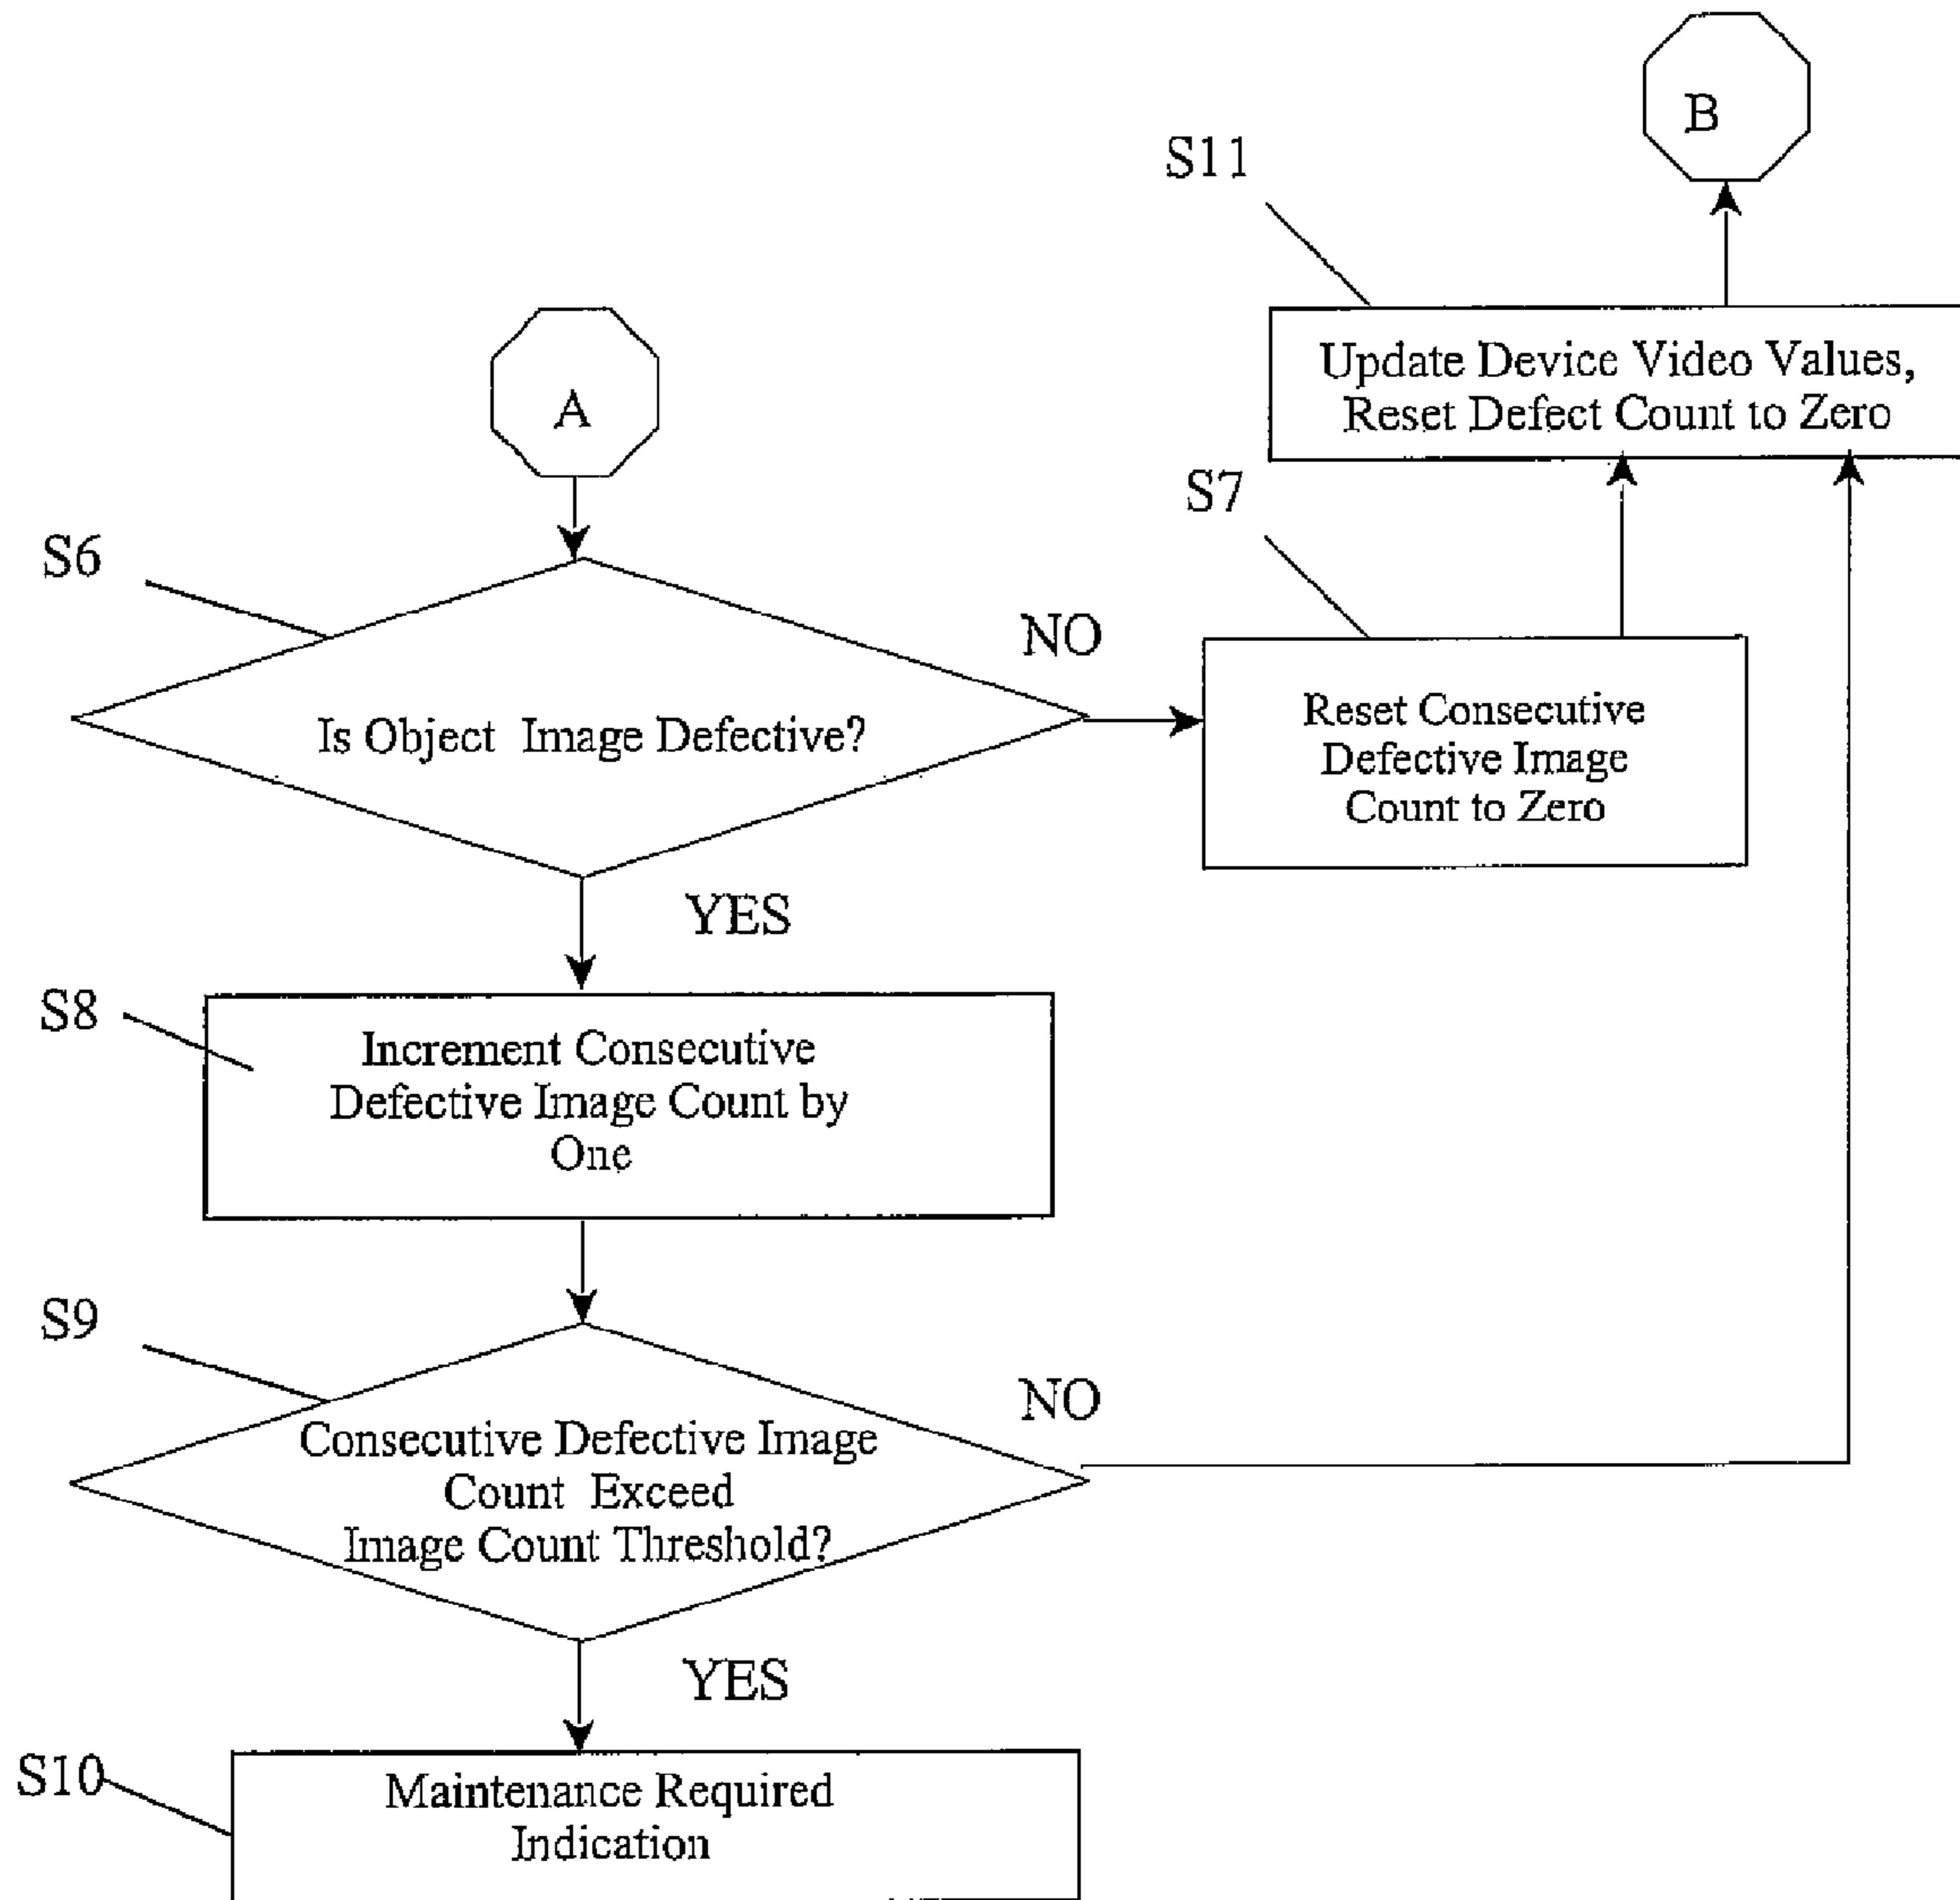 B
S11
Update Device Video Values,
Reset Defect Count to Zero
A
S7
S6
NO
Is Object Image Defective?
Reset Consecutive
Defective Image
Count to Zero
YES
S8
Increment Consecutive
Defective Image Count by
One
S9
NO
Consecutive Defective Image
Count Exceed
Image Count Threshold?
YES
S10
Maintenance Required
Indication